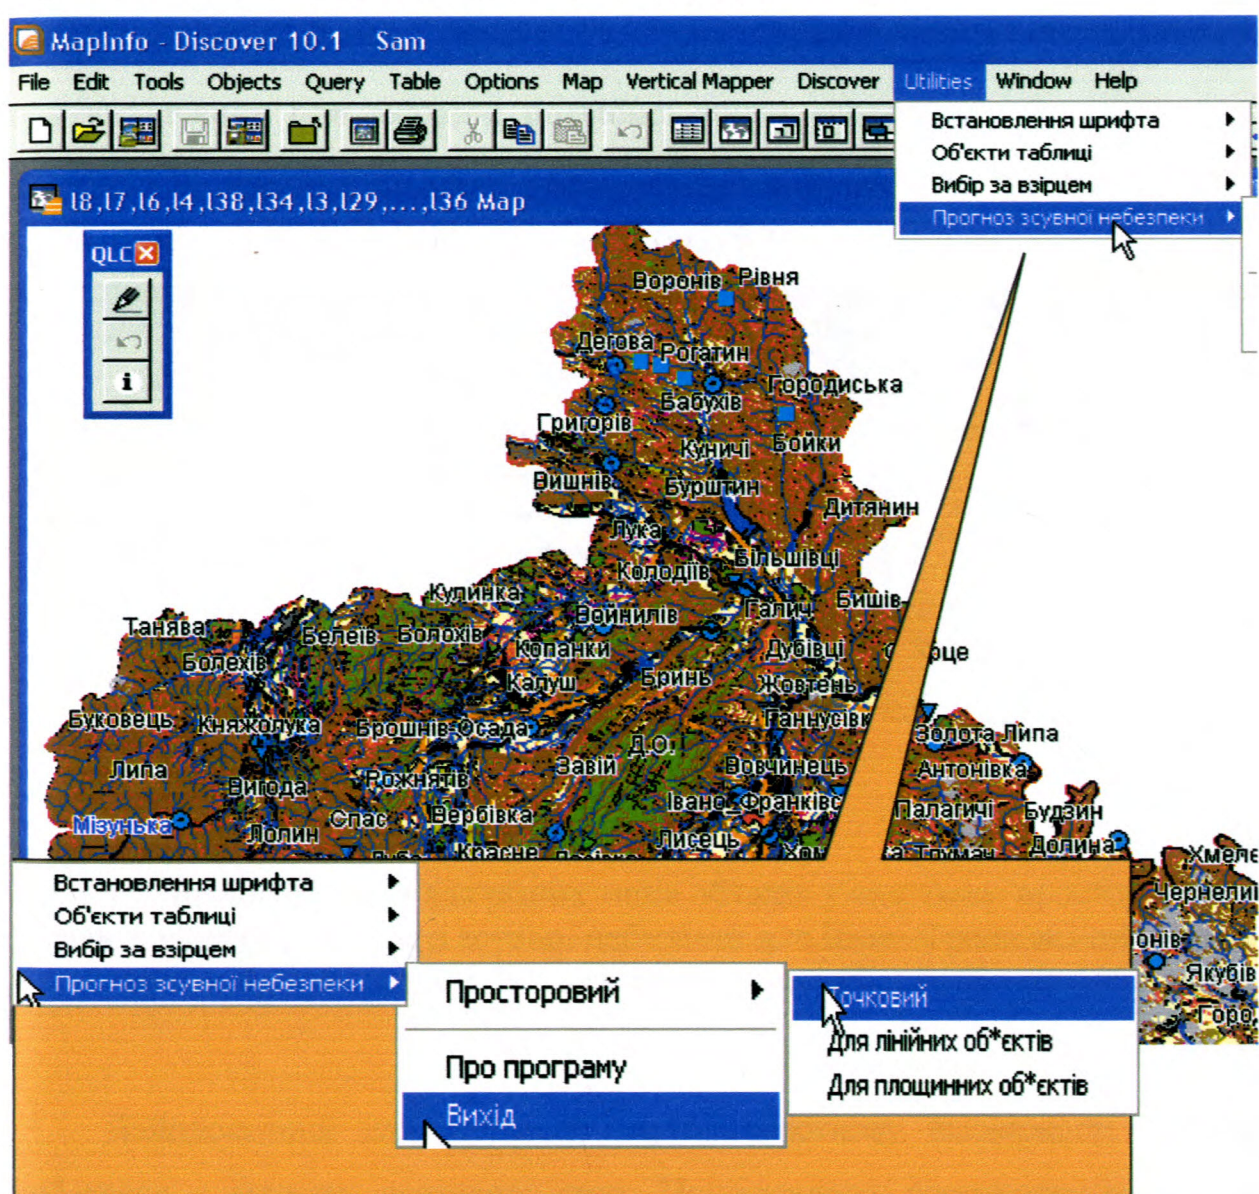 MapInfo - Discover 10.1 Sam
File Edit Tools Objects Query Table Options Map Vertical Mapper Discover Utilities Window Help
Встановлення шрифта
Об'єкти таблиці
Вибір за взірцем
Прогноз зсувної небезпеки
l8,l7,l6,l4,l38,l34,l3,l29,...,l36 Map
QLC
i
Воронів Рівня
Дегова Рогатин
Городиська
Бабухів
Григорів
Куничі Бойки
Вишнів Бурштин
Дитянин
Лука
Більшівці
Колодіїв
Кулинка Бишів
Войнилів Галич
Танява Белеїв Болохів
Копанки Дубівці
Болехів
Калуш Бринь Жовтень
Буковець Княжолука Брошнів-Осада Ганнусівк
Д.О. Золота Липа
Липа Завій Вовчинець Антонівка
Рожнятів
Вигода Івано-Франківс Палагичі Будзин
Мізунька Спас Вербівка
Лолин Лисець Долина
Красне Хмеле
Чернели
онів
Якубів
Горо
Встановлення шрифта
Об'єкти таблиці
Вибір за взірцем
Прогноз зсувної небезпеки
Просторовий
Про програму
Вихід
Точковий
Для лінійних об*єктів
Для площинних об*єктів